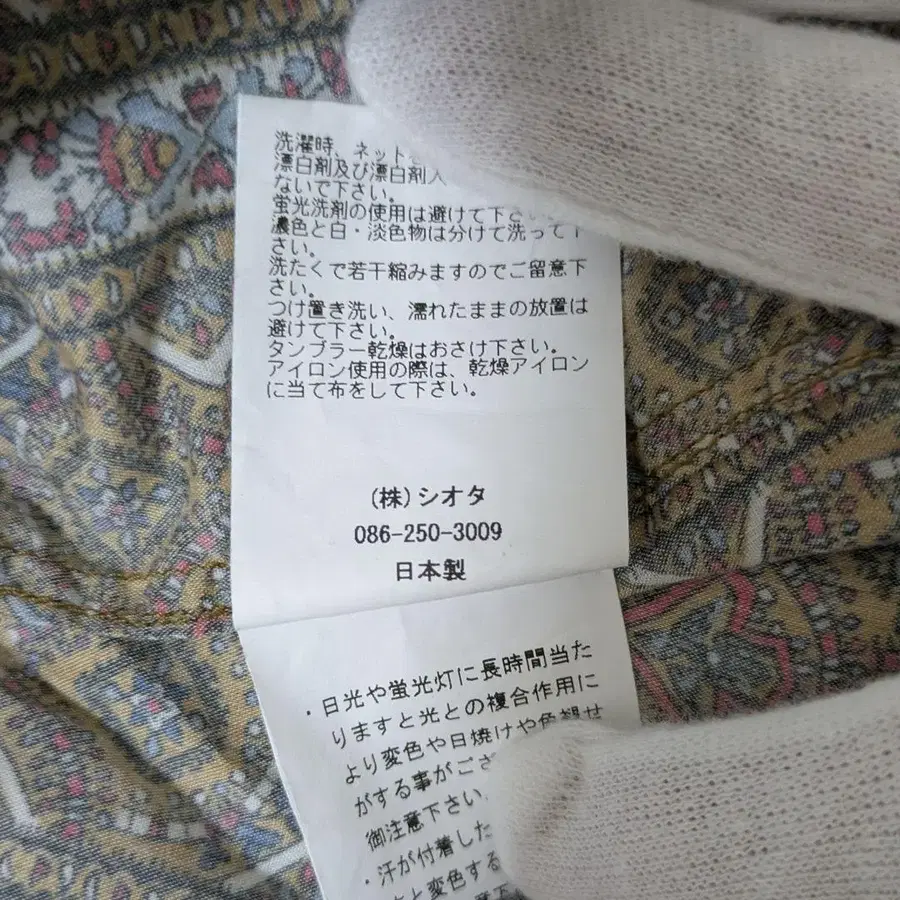 洗濯時、ネット
漂白剤及び漂白剤入
ないで下さい。
蛍光洗剤の使用は避けて下さい
濃色と白・淡色物は分けて洗って下
さい。
洗たくで若干縮みますのでご留意下
さい。
つけ置き洗い、濡れたままの放置は
避けて下さい。
タンブラー乾燥はおさけ下さい。
アイロン使用の際は、乾燥アイロン
に当て布をして下さい。
(株)シオタ
086-250-3009
日本製
・日光や蛍光灯に長時間当た
りますと光との複合作用に
より変色や日焼けや色褪せ
がする事がござ
御注意下さい
・汗が付着した
と変色する